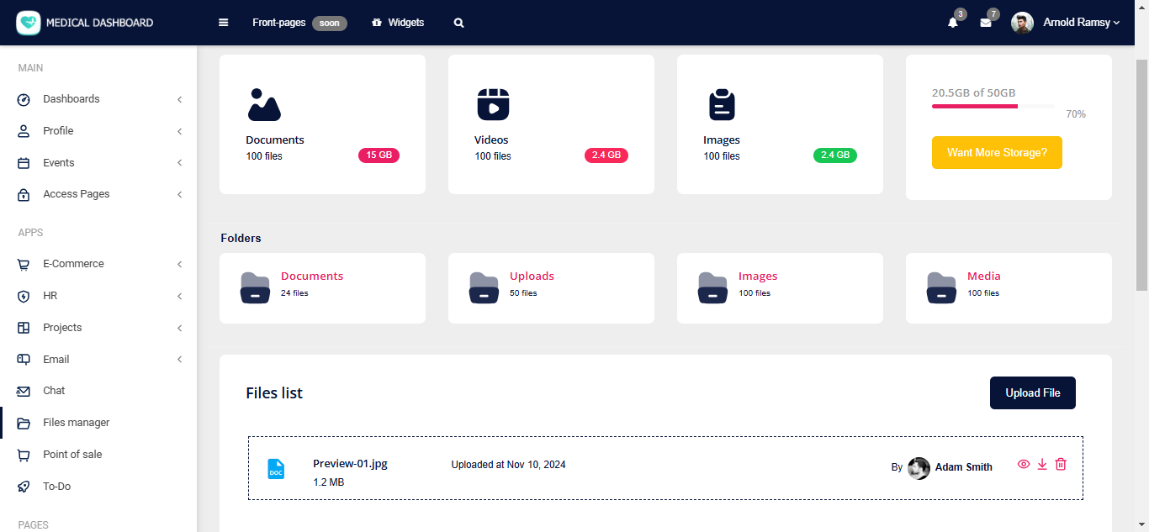 MEDICAL DASHBOARD
Front-pages soon
Widgets
3
7
Arnold Ramsy
MAIN
Dashboards
Profile
Events
Access Pages
APPS
E-Commerce
HR
Projects
Email
Chat
Files manager
Point of sale
To-Do
PAGES
Documents
100 files
15 GB
Videos
100 files
2.4 GB
Images
100 files
2.4 GB
20.5GB of 50GB
70%
Want More Storage?
Folders
Documents
24 files
Uploads
50 files
Images
100 files
Media
100 files
Files list
Upload File
DOC
Preview-01.jpg
1.2 MB
Uploaded at Nov 10, 2024
By Adam Smith